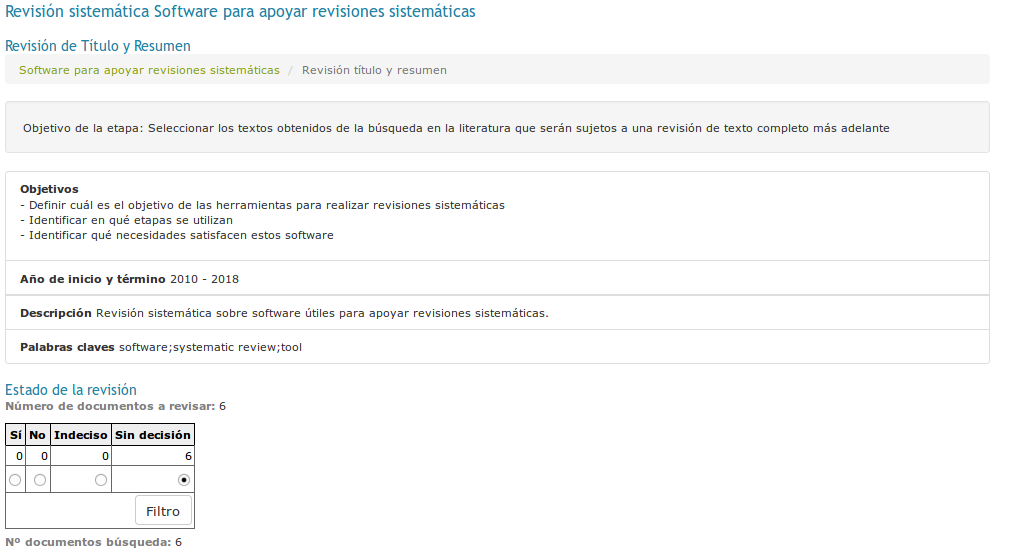 Revisión sistemática Software para apoyar revisiones sistemáticas
Revisión de Título y Resumen
Software para apoyar revisiones sistemáticas / Revisión título y resumen
Objetivo de la etapa: Seleccionar los textos obtenidos de la búsqueda en la literatura que serán sujetos a una revisión de texto completo más adelante
Objetivos
- Definir cuál es el objetivo de las herramientas para realizar revisiones sistemáticas
- Identificar en qué etapas se utilizan
- Identificar qué necesidades satisfacen estos software
Año de inicio y término 2010 - 2018
Descripción Revisión sistemática sobre software útiles para apoyar revisiones sistemáticas.
Palabras claves software;systematic review;tool
Estado de la revisión
Número de documentos a revisar: 6
Sí No Indeciso Sin decisión
0 0 0 6
Filtro
Nº documentos búsqueda: 6